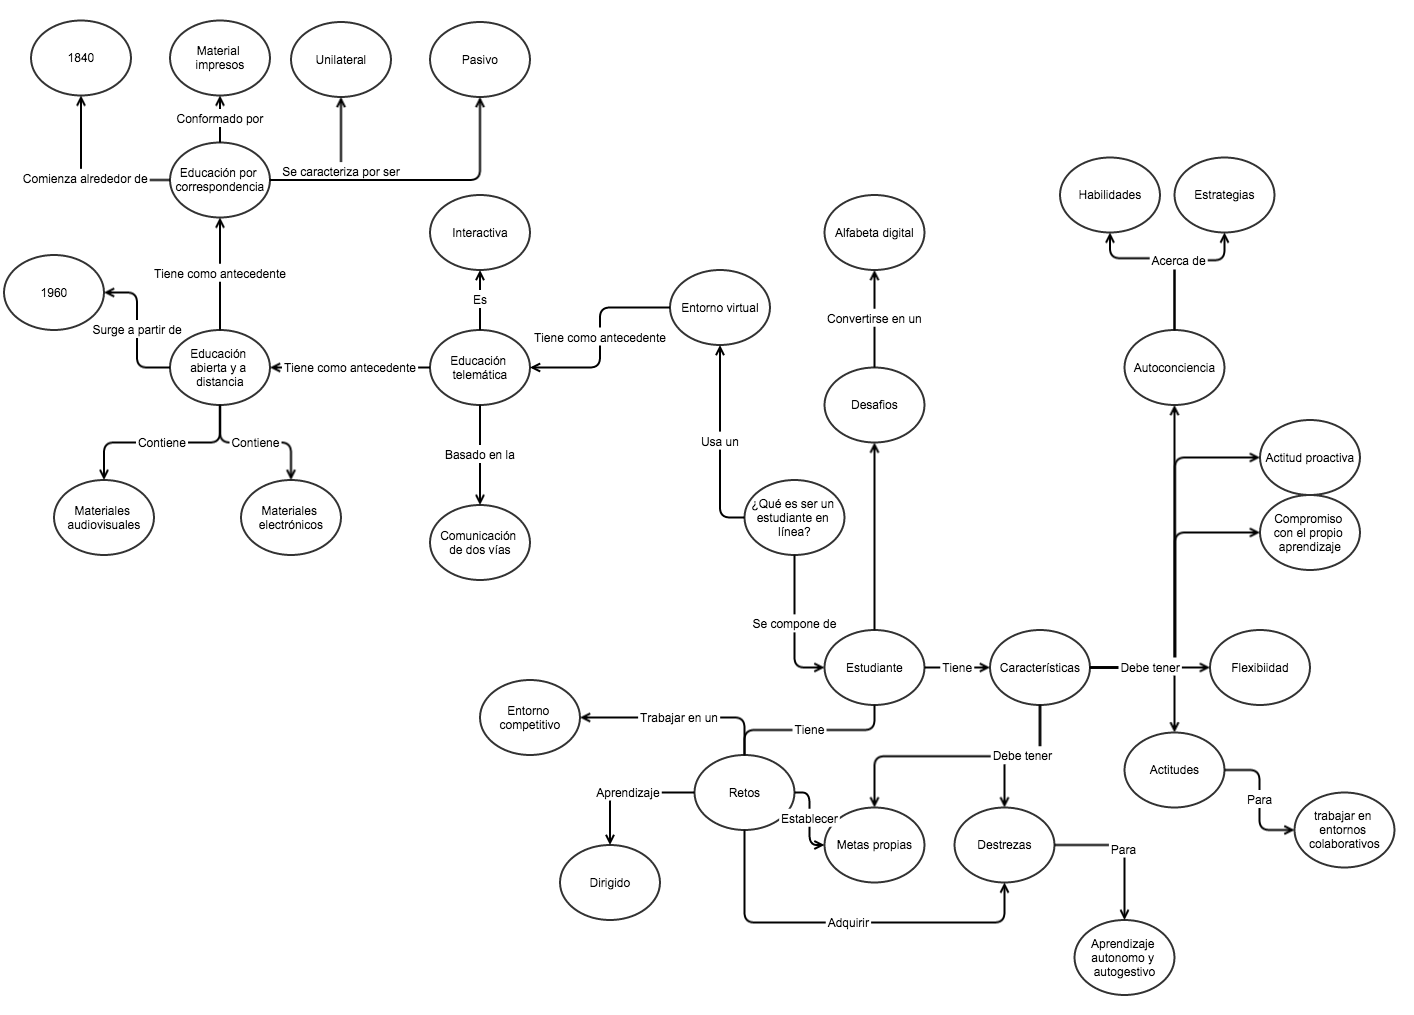 1840
Material
impresos
Unilateral
Pasivo
Conformado por
Comienza alrededor de
Educación por
correspondencia
Se caracteriza por ser
Habilidades
Estrategias
Interactiva
Alfabeta digital
Acerca de
Tiene como antecedente
1960
Es
Entorno virtual
Convertirse en un
Surge a partir de
Tiene como antecedente
Educación
abierta y a
distancia
Tiene como antecedente
Educación
telemática
Autoconciencia
Desafios
Contiene
Contiene
Usa un
Basado en la
Actitud proactiva
Materiales
audiovisuales
Materiales
electrónicos
¿Qué es ser un
estudiante en
línea?
Compromiso
con el propio
aprendizaje
Comunicación
de dos vías
Se compone de
Estudiante
Tiene
Característicias
Debe tener
Flexibiidad
Entorno
competitivo
Trabajar en un
Tiene
Debe tener
Actitudes
Aprendizaje
Retos
Para
Establecer
trabajar en
entornos
colaborativos
Metas propias
Destrezas
Para
Dirigido
Adquirir
Aprendizaje
autonomo y
autogestivo